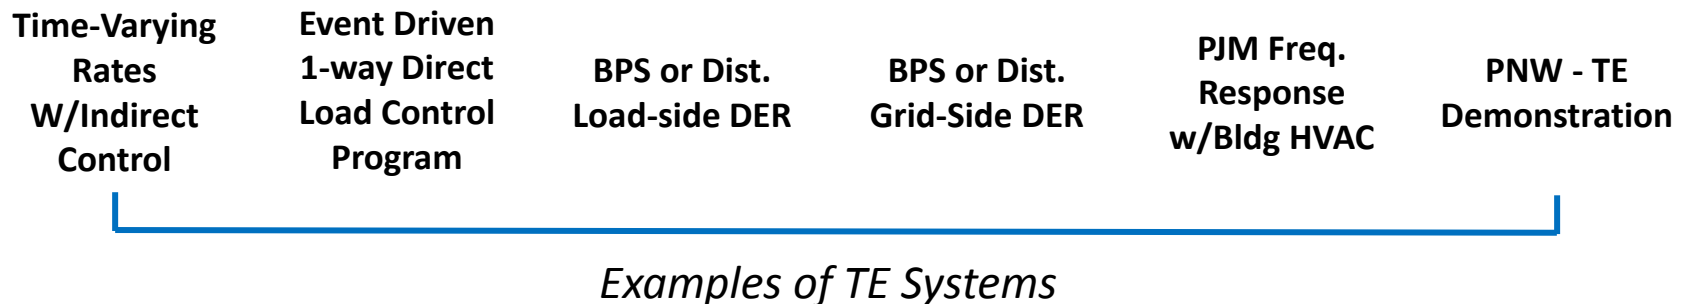 Time-Varying
Rates
W/Indirect
Control
Event Driven
1-way Direct
Load Control
Program
BPS or Dist.
Load-side DER
BPS or Dist.
Grid-Side DER
PJM Freq.
Response
w/Bldg HVAC
PNW - TE
Demonstration
Examples of TE Systems